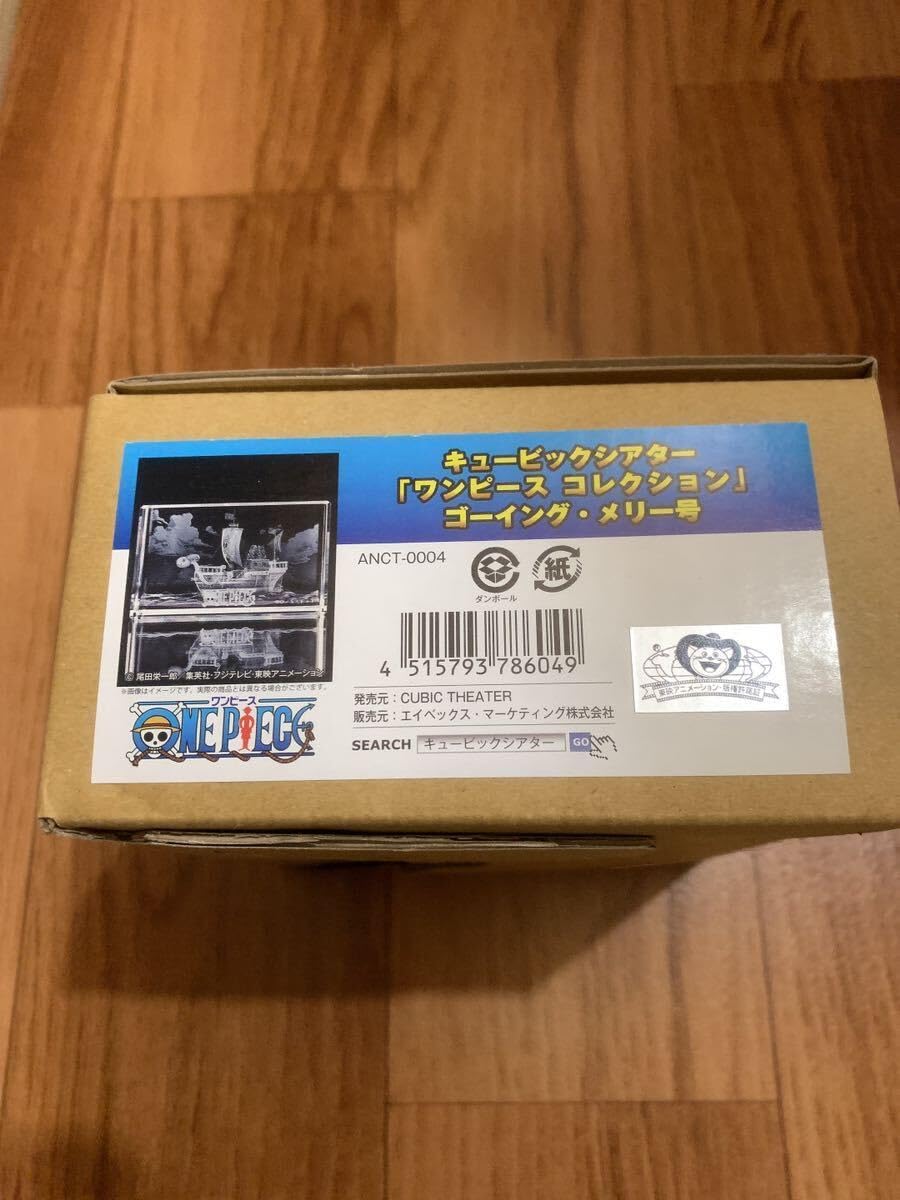 キュービックシアター
「ワンピース コレクション」
ゴーイング・メリー号
ANCT-0004
ダンボール
紙
4 515793 786049
発売元：CUBIC THEATER
販売元：エイベックス・マーケティング株式会社
SEARCH キュービックシアター GO
ONE PIECE
© 尾田栄一郎／集英社・フジテレビ・東映アニメーション
※画像はイメージです。実際の商品とは異なる場合がございます。
ワンピース
ONE PIECE
東映アニメーション・版権許諾証